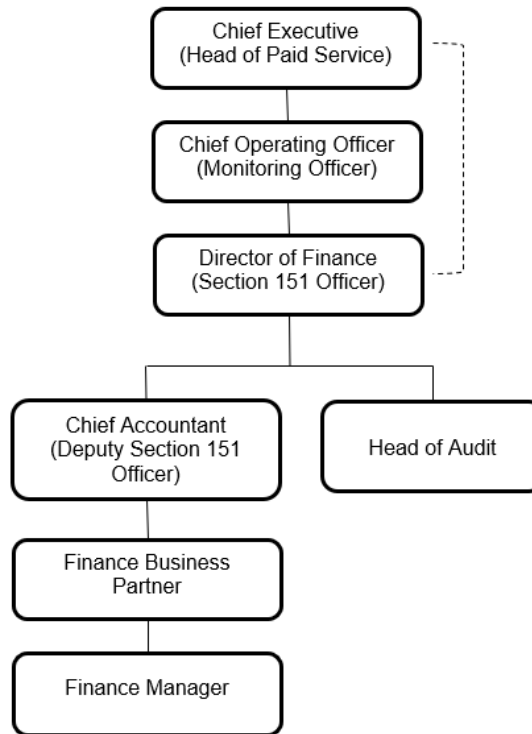 Chief Executive
(Head of Paid Service)
Chief Operating Officer
(Monitoring Officer)
Director of Finance
(Section 151 Officer)
Chief Accountant
(Deputy Section 151
Officer)
Head of Audit
Finance Business
Partner
Finance Manager